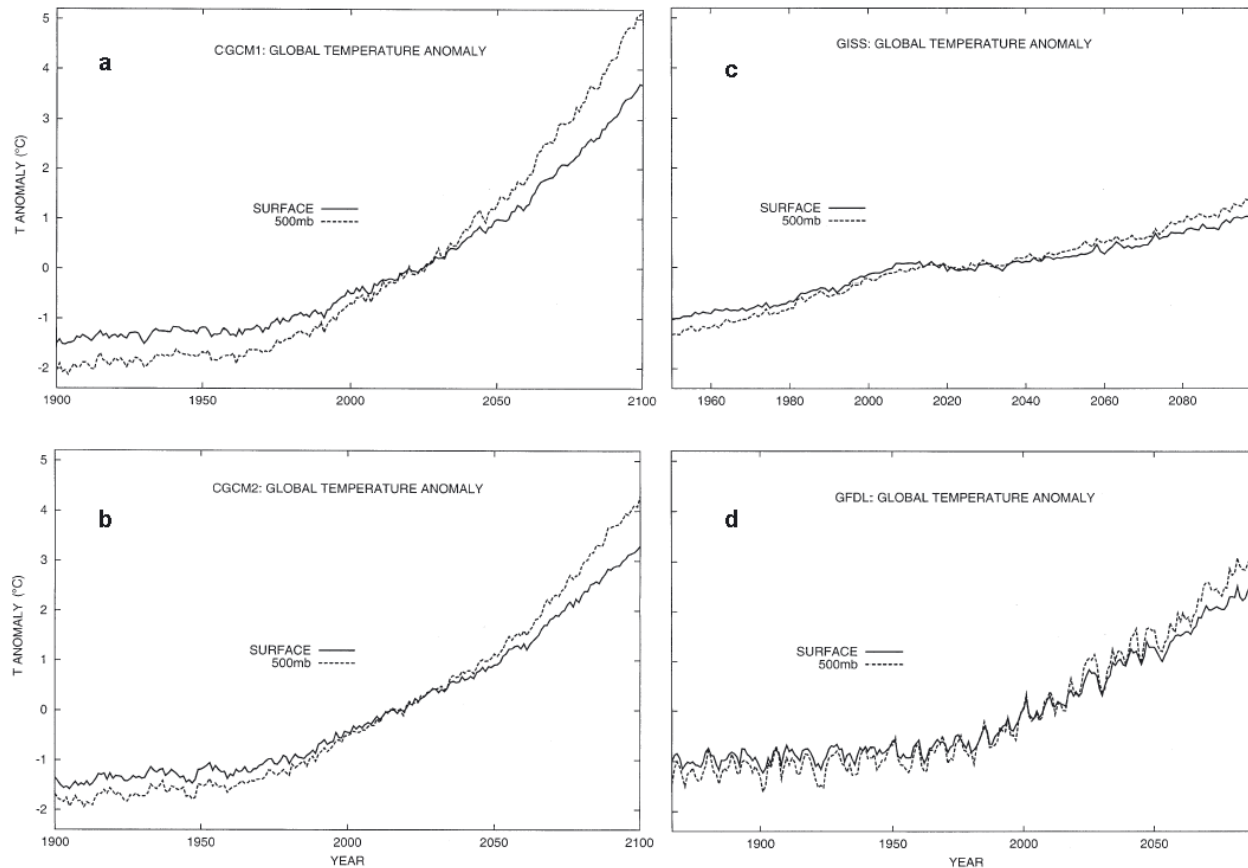 CGCM1: GLOBAL TEMPERATURE ANOMALY
a
T ANOMALY (°C)
5
4
3
2
1
0
-1
-2
SURFACE
500mb
1900
1950
2000
2050
2100
GISS: GLOBAL TEMPERATURE ANOMALY
c
SURFACE
500mb
1960
1980
2000
2020
2040
2060
2080
CGCM2: GLOBAL TEMPERATURE ANOMALY
b
T ANOMALY (°C)
5
4
3
2
1
0
-1
-2
SURFACE
500mb
1900
1950
2000
2050
2100
YEAR
GFDL: GLOBAL TEMPERATURE ANOMALY
d
SURFACE
500mb
1900
1950
2000
2050
YEAR